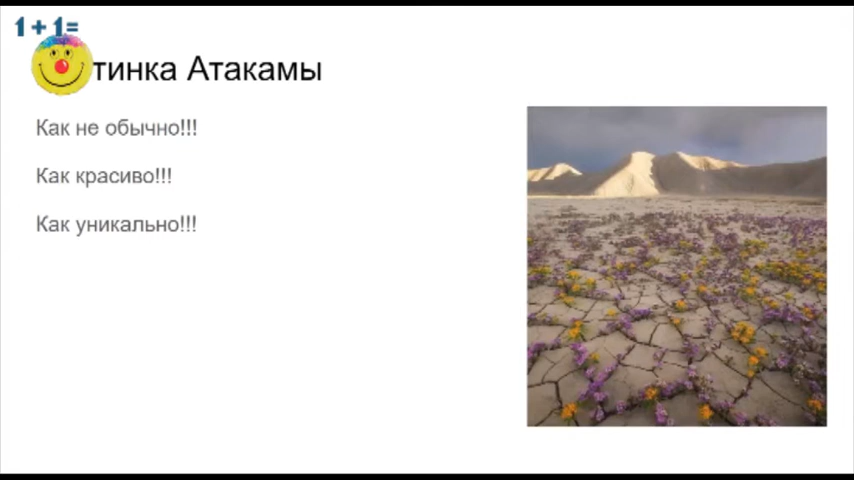 1+1=
тинка Атакамы
Как не обычно!!!
Как красиво!!!
Как уникально!!!